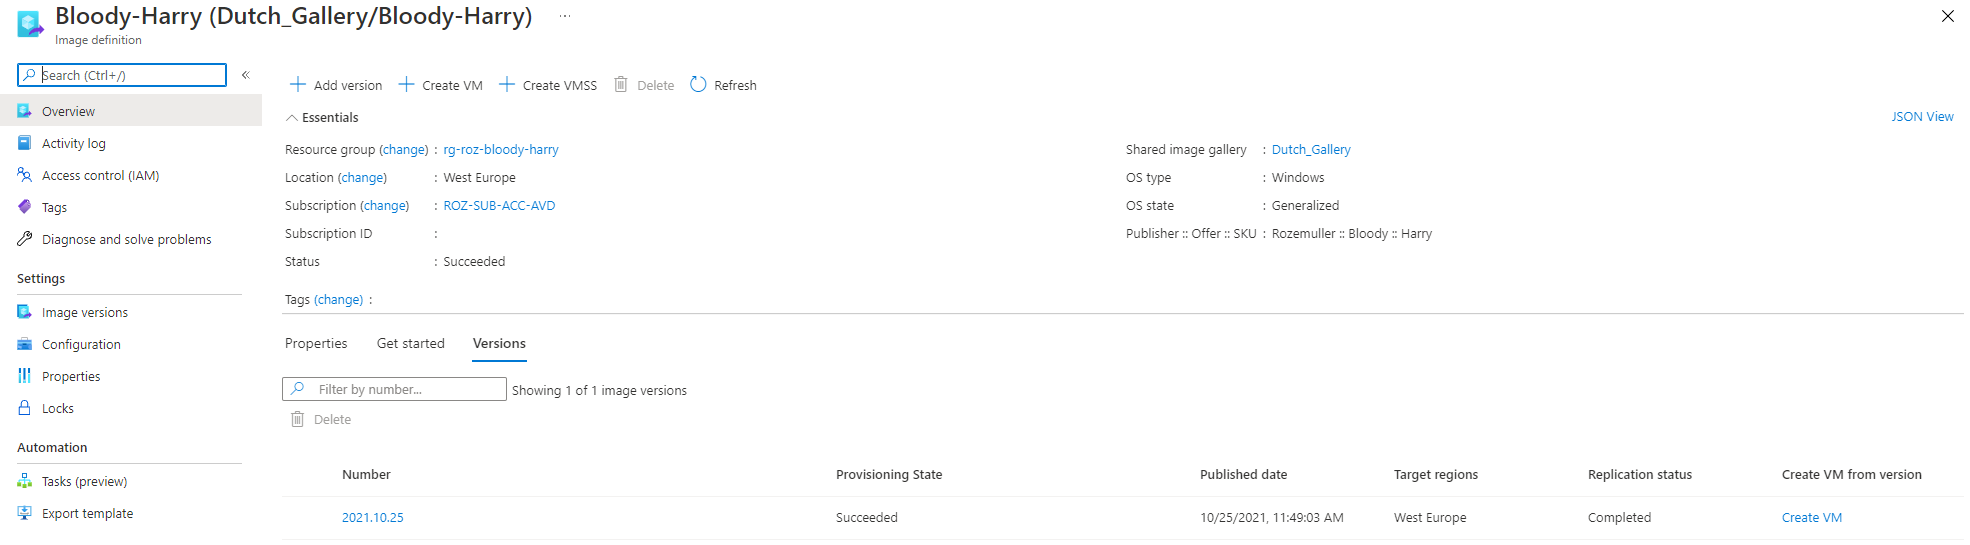 Bloody-Harry (Dutch_Gallery/Bloody-Harry) ...
Image definition
Search (Ctrl+/) «
Overview
Activity log
Access control (IAM)
Tags
Diagnose and solve problems
Settings
Image versions
Configuration
Properties
Locks
Automation
Tasks (preview)
Export template
Add version Create VM Create VMSS Delete Refresh
Essentials JSON View
Resource group (change) : rg-roz-bloody-harry Shared image gallery : Dutch_Gallery
Location (change) : West Europe OS type : Windows
Subscription (change) : ROZ-SUB-ACC-AVD OS state : Generalized
Subscription ID : Publisher :: Offer :: SKU : Rozemuller :: Bloody :: Harry
Status : Succeeded
Tags (change) :
Properties Get started Versions
Filter by number... Showing 1 of 1 image versions
Delete
Number Provisioning State Published date Target regions Replication status Create VM from version
2021.10.25 Succeeded 10/25/2021, 11:49:03 AM West Europe Completed Create VM